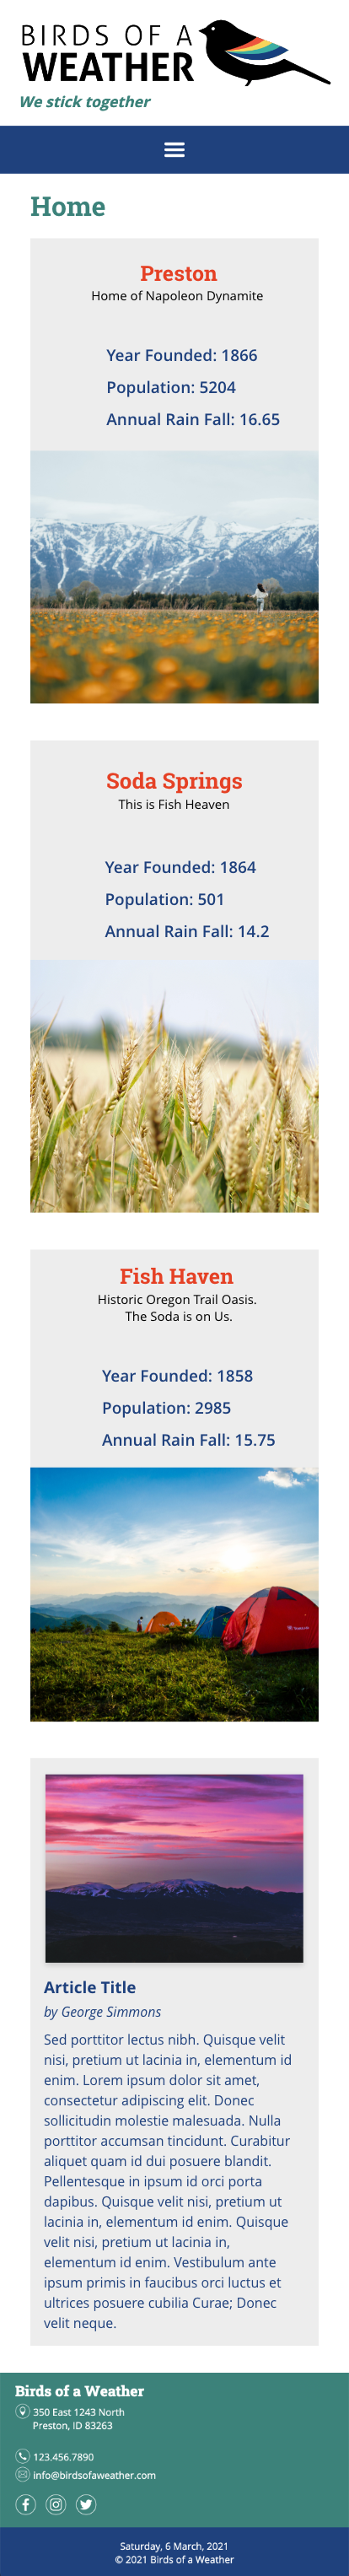 BIRDS OF A
WEATHER
We stick together
Home
Preston
Home of Napoleon Dynamite
Year Founded: 1866
Population: 5204
Annual Rain Fall: 16.65
Soda Springs
This is Fish Heaven
Year Founded: 1864
Population: 501
Annual Rain Fall: 14.2
Fish Haven
Historic Oregon Trail Oasis.
The Soda is on Us.
Year Founded: 1858
Population: 2985
Annual Rain Fall: 15.75
Article Title
by George Simmons
Sed porttitor lectus nibh. Quisque velit
nisi, pretium ut lacinia in, elementum id
enim. Lorem ipsum dolor sit amet,
consectetur adipiscing elit. Donec
sollicitudin molestie malesuada. Nulla
porttitor accumsan tincidunt. Curabitur
aliquet quam id dui posuere blandit.
Pellentesque in ipsum id orci porta
dapibus. Quisque velit nisi, pretium ut
lacinia in, elementum id enim. Quisque
velit nisi, pretium ut lacinia in,
elementum id enim. Vestibulum ante
ipsum primis in faucibus orci luctus et
ultrices posuere cubilia Curae; Donec
velit neque.
Birds of a Weather
350 East 1243 North
Preston, ID 83263
123.456.7890
info@birdsofaweather.com
Saturday, 6 March, 2021
© 2021 Birds of a Weather